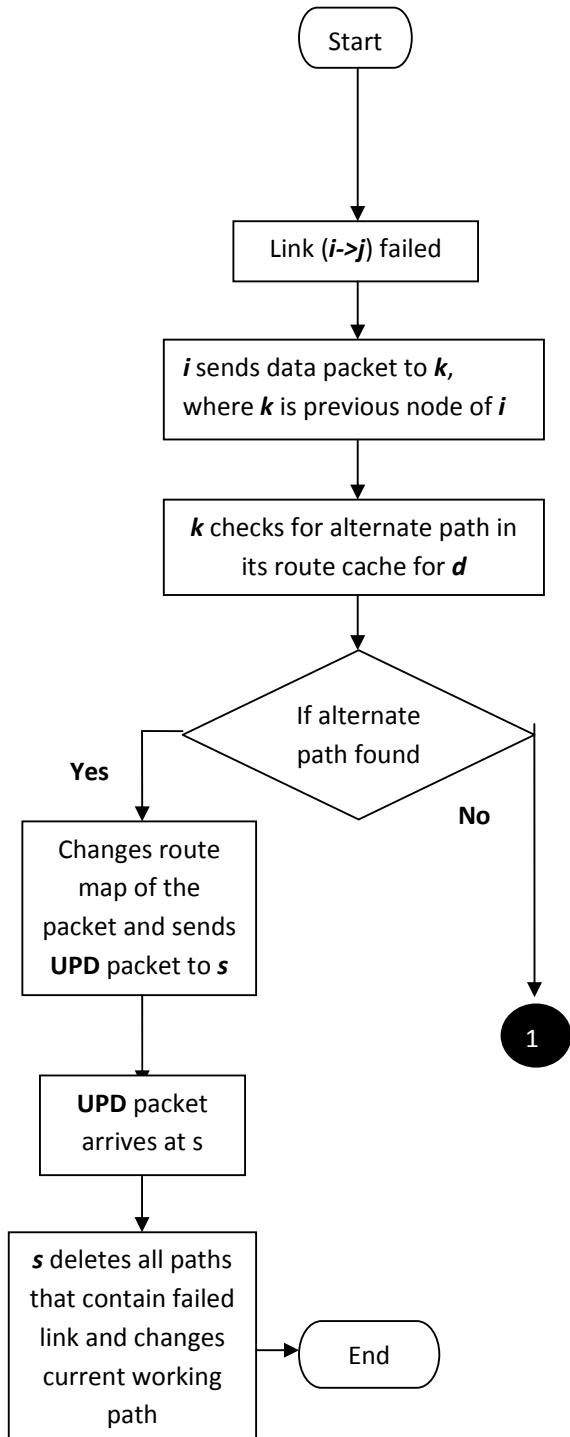 Start
Link (i->j) failed
i sends data packet to k,
where k is previous node of i
k checks for alternate path in
its route cache for d
If alternate
path found
Yes
No
Changes route
map of the
packet and sends
UPD packet to s
1
UPD packet
arrives at s
s deletes all paths
that contain failed
link and changes
current working
path
End